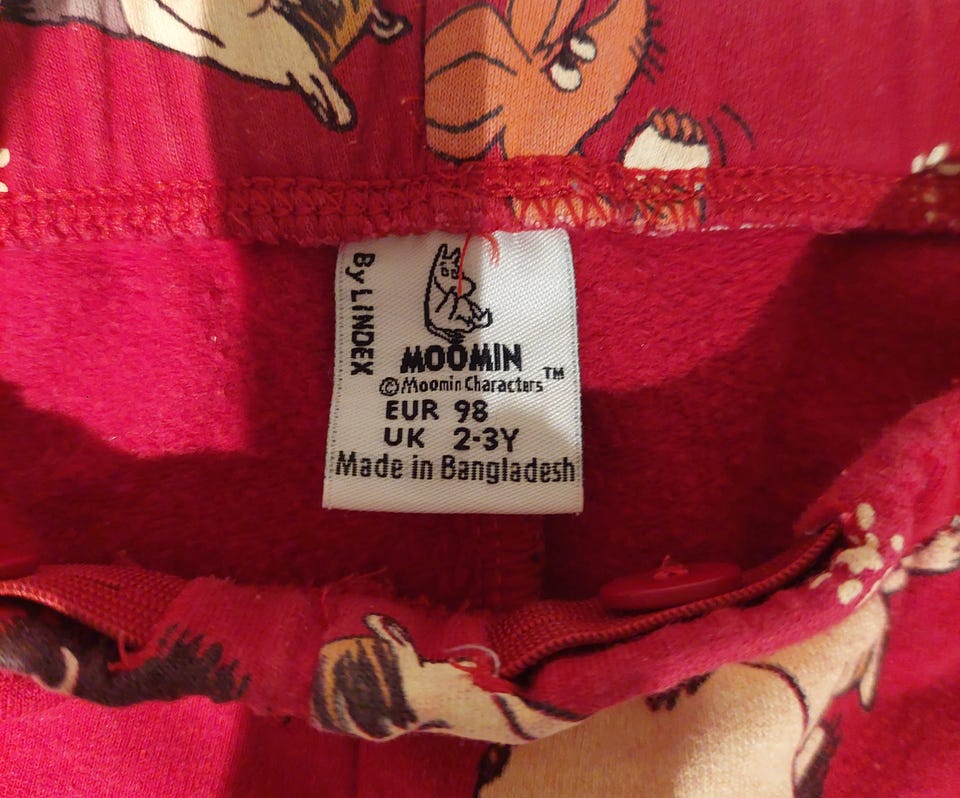 By LINDEX
MOOMIN
©Moomin Characters™
EUR 98
UK 2-3Y
Made in Bangladesh